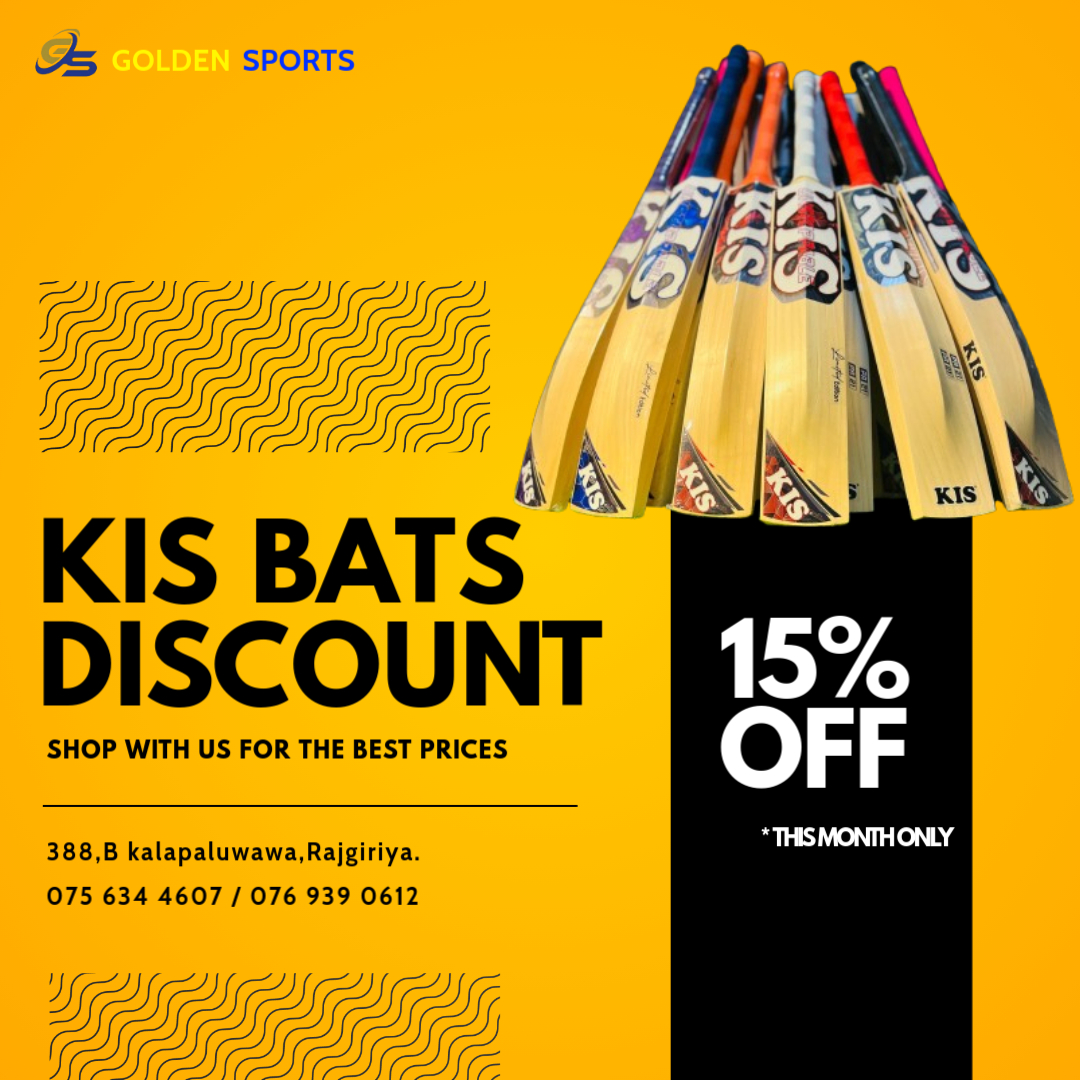 GS GOLDEN SPORTS
KIS
KIS
KIS
KIS
KIS
KIS
KIS
KIS
KIS
KIS
KIS
KIS
KIS
KIS BATS
DISCOUNT
SHOP WITH US FOR THE BEST PRICES
388,B kalapaluwawa,Rajgiriya.
075 634 4607 / 076 939 0612
15%
OFF
* THIS MONTH ONLY